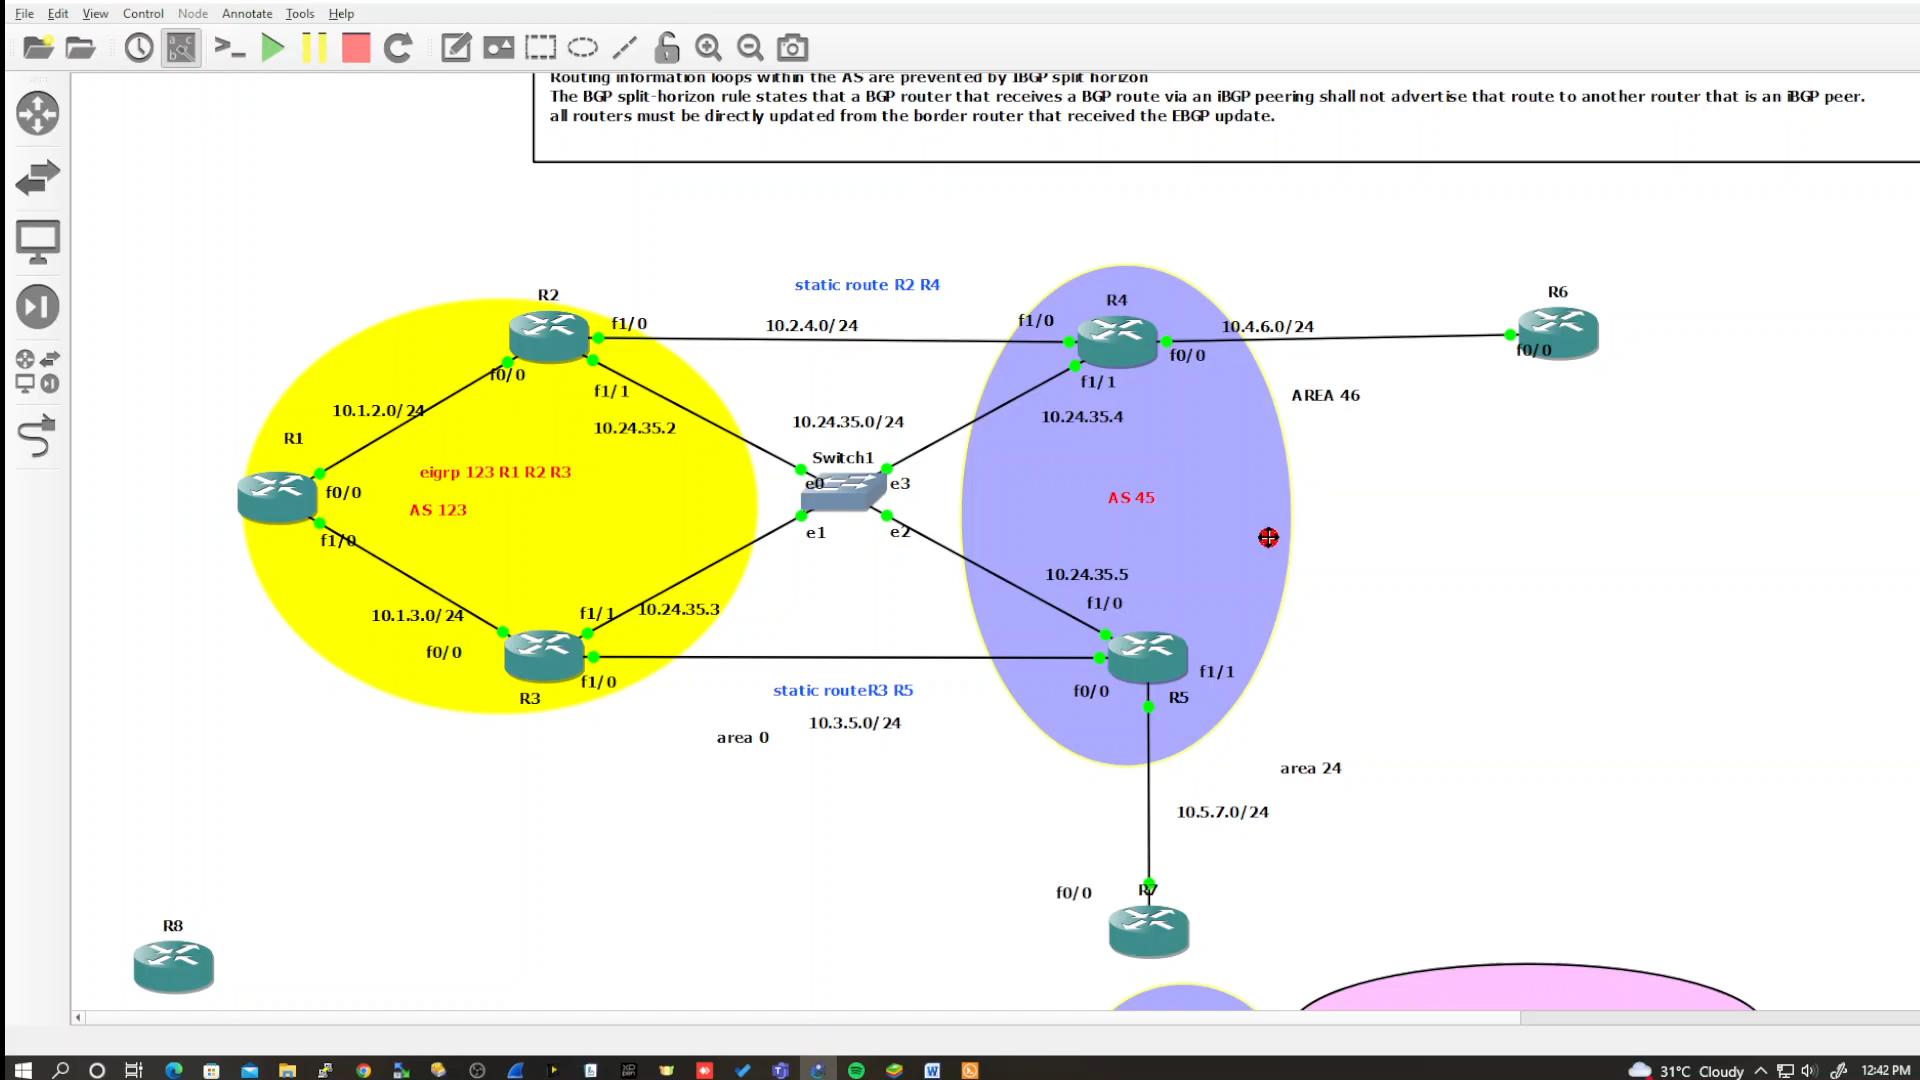 File Edit View Control Node Annotate Tools Help
Routing information loops within the AS are prevented by IBGP split horizon
The BGP split-horizon rule states that a BGP router that receives a BGP route via an iBGP peering shall not advertise that route to another router that is an iBGP peer.
all routers must be directly updated from the border router that received the EBGP update.
static route R2 R4
R2
R4
R6
f1/0
10.2.4.0/24
f1/0
10.4.6.0/24
f0/0
f0/0
f0/0
f1/1
f1/1
AREA 46
10.1.2.0/24
10.24.35.2
10.24.35.0/24
10.24.35.4
R1
Switch1
eigrp 123 R1 R2 R3
e0
e3
f0/0
AS 123
AS 45
f1/0
e1
e2
10.24.35.5
f1/0
10.1.3.0/24
f1/1
10.24.35.3
f0/0
f1/1
f1/0
static routeR3 R5
f0/0
R5
R3
10.3.5.0/24
area 0
area 24
10.5.7.0/24
f0/0
R7
R8
31°C Cloudy
12:42 PM